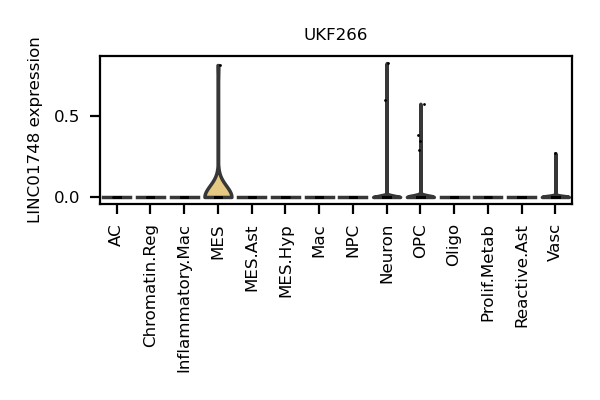 UKF266
LINC01748 expression
0.5
0.0
AC
Chromatin.Reg
Inflammatory.Mac
MES
MES.Ast
MES.Hyp
Mac
NPC
Neuron
OPC
Oligo
Prolif.Metab
Reactive.Ast
Vasc